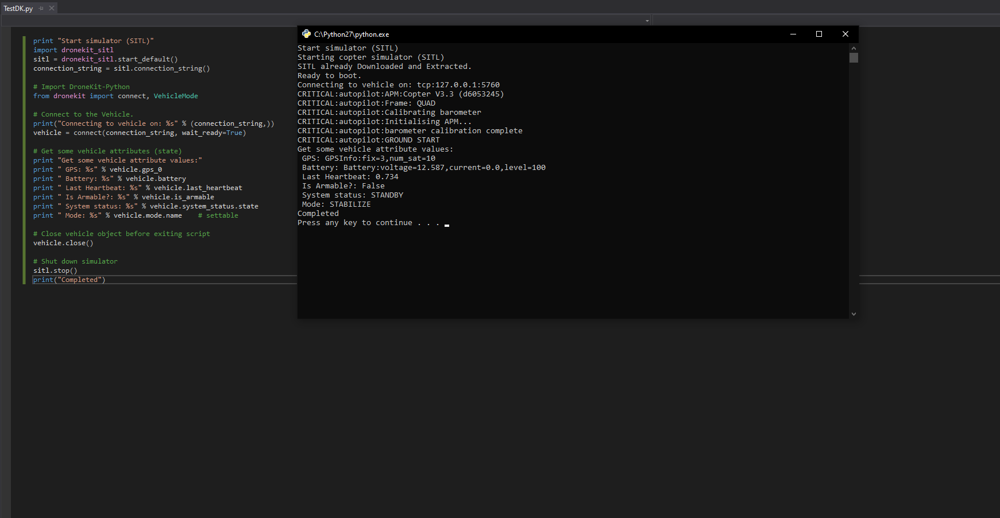 TestDK.py
print "Start simulator (SITL)"
import dronekit_sitl
sitl = dronekit_sitl.start_default()
connection_string = sitl.connection_string()
# Import DroneKit-Python
from dronekit import connect, VehicleMode
# Connect to the Vehicle.
print("Connecting to vehicle on: %s" % (connection_string,))
vehicle = connect(connection_string, wait_ready=True)
# Get some vehicle attributes (state)
print "Get some vehicle attribute values:"
print " GPS: %s" % vehicle.gps_0
print " Battery: %s" % vehicle.battery
print " Last Heartbeat: %s" % vehicle.last_heartbeat
print " Is Armable?: %s" % vehicle.is_armable
print " System status: %s" % vehicle.system_status.state
print " Mode: %s" % vehicle.mode.name    # settable
# Close vehicle object before exiting script
vehicle.close()
# Shut down simulator
sitl.stop()
print("Completed")
C:\Python27\python.exe
Start simulator (SITL)
Starting copter simulator (SITL)
SITL already Downloaded and Extracted.
Ready to boot.
Connecting to vehicle on: tcp:127.0.0.1:5760
CRITICAL:autopilot:APM:Copter V3.3 (d6053245)
CRITICAL:autopilot:Frame: QUAD
CRITICAL:autopilot:Calibrating barometer
CRITICAL:autopilot:Initialising APM...
CRITICAL:autopilot:barometer calibration complete
CRITICAL:autopilot:GROUND START
Get some vehicle attribute values:
 GPS: GPSInfo:fix=3,num_sat=10
 Battery: Battery:voltage=12.587,current=0.0,level=100
 Last Heartbeat: 0.734
 Is Armable?: False
 System status: STANDBY
 Mode: STABILIZE
Completed
Press any key to continue . . .